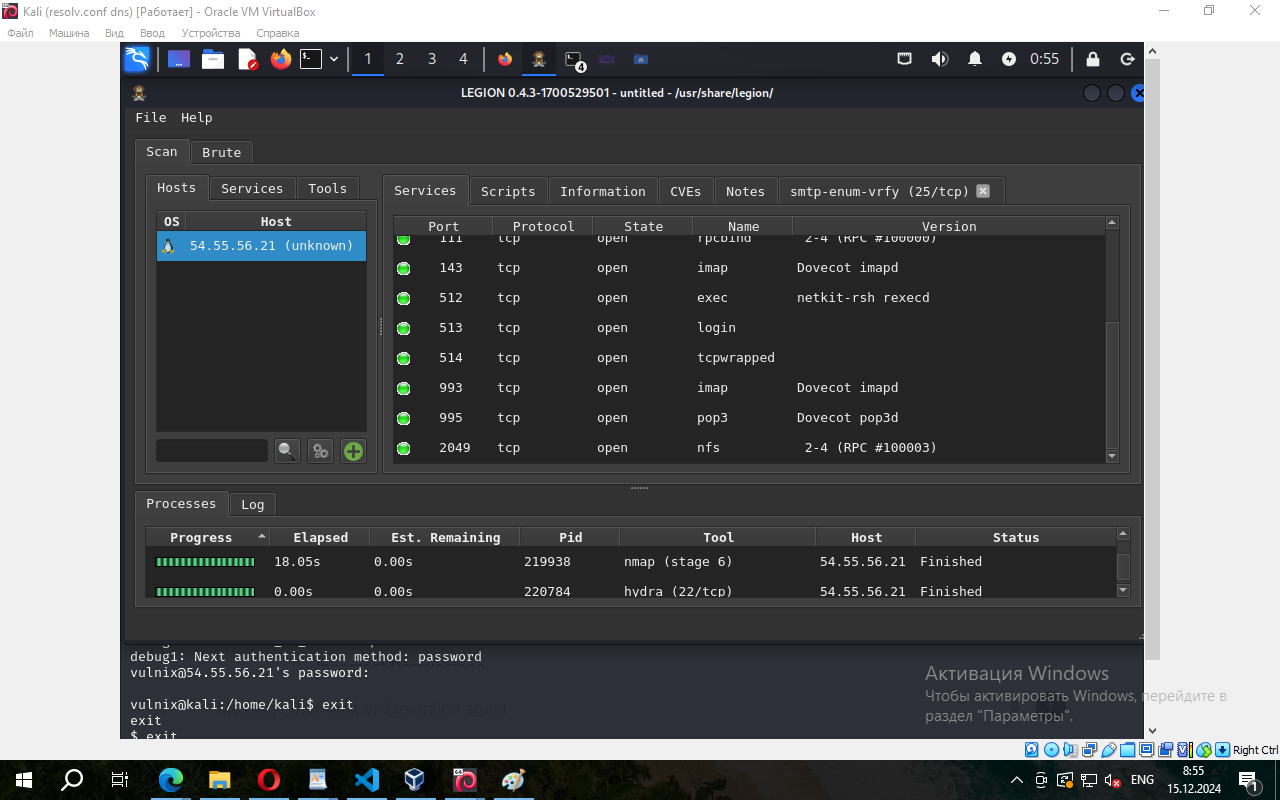 Kali (resolv.conf dns) [Работает] - Oracle VM VirtualBox
Файл Машина Вид Ввод Устройства Справка
1 2 3 4 4 0:55
LEGION 0.4.3-1700529501 - untitled - /usr/share/legion/
File Help
Scan Brute
Hosts Services Tools
Services Scripts Information CVEs Notes smtp-enum-vrfy (25/tcp)
OS Host
54.55.56.21 (unknown)
Port Protocol State Name Version
111 tcp open rpcbind 2-4 (RPC #100000)
143 tcp open imap Dovecot imapd
512 tcp open exec netkit-rsh rexecd
513 tcp open login
514 tcp open tcpwrapped
993 tcp open imap Dovecot imapd
995 tcp open pop3 Dovecot pop3d
2049 tcp open nfs 2-4 (RPC #100003)
Processes Log
Progress Elapsed Est. Remaining Pid Tool Host Status
18.05s 0.00s 219938 nmap (stage 6) 54.55.56.21 Finished
0.00s 0.00s 220784 hydra (22/tcp) 54.55.56.21 Finished
debug1: Next authentication method: password
vulnix@54.55.56.21's password:
vulnix@kali:/home/kali$ exit
or @mention agent
exit
$ exit
Активация Windows
Чтобы активировать Windows, перейдите в
раздел "Параметры".
Right Ctrl
ENG
8:55
15.12.2024
1